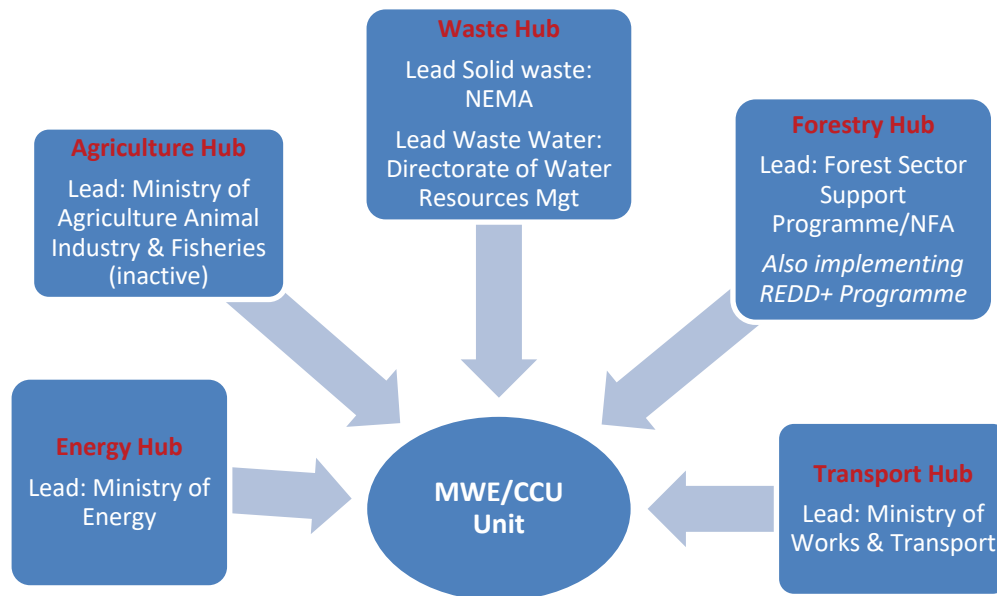 Waste Hub
Lead Solid waste:
NEMA
Lead Waste Water:
Directorate of Water
Resources Mgt
Agriculture Hub
Lead: Ministry of
Agriculture Animal
Industry & Fisheries
(inactive)
Forestry Hub
Lead: Forest Sector
Support
Programme/NFA
Also implementing
REDD+ Programme
Energy Hub
Lead: Ministry of
Energy
MWE/CCU
Unit
Transport Hub
Lead: Ministry of
Works & Transport